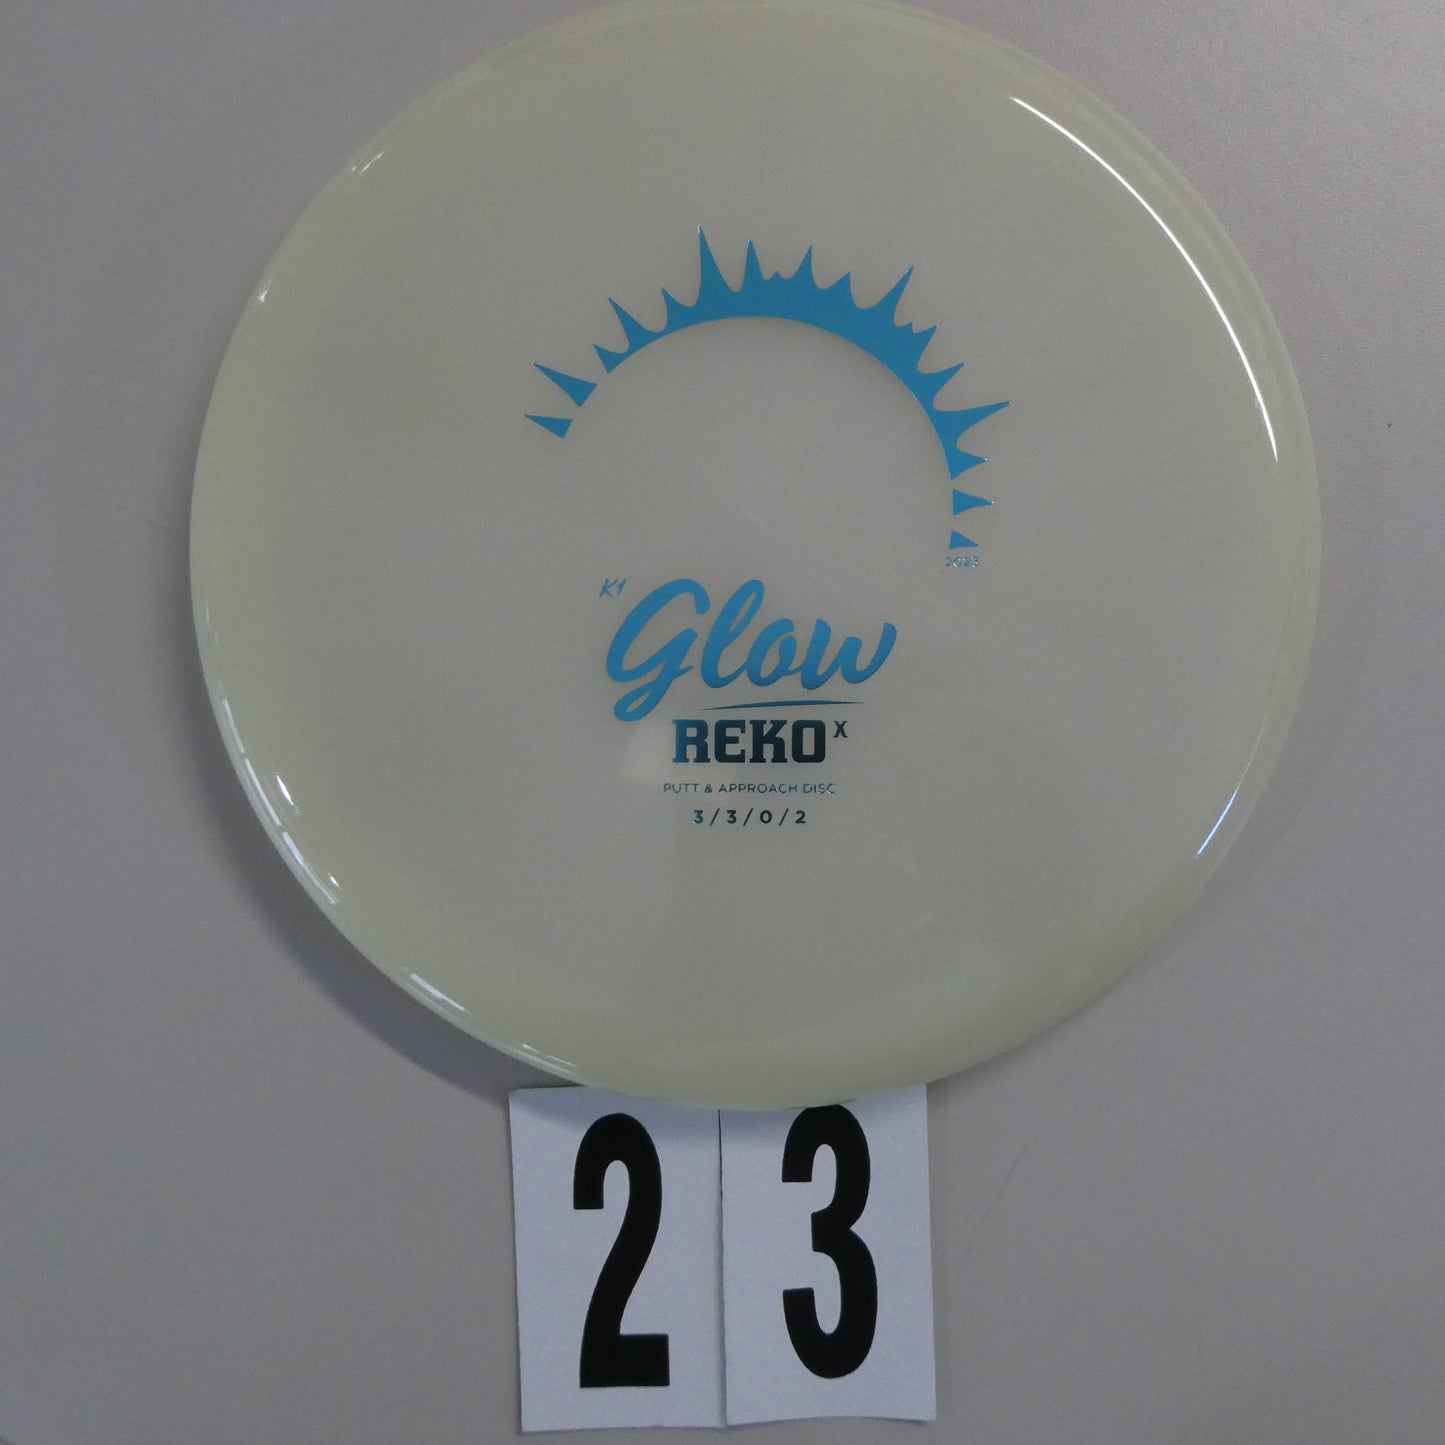 2023
K1
Glow
REKO X
PUTT & APPROACH DISC
3 / 3 / 0 / 2
2 3